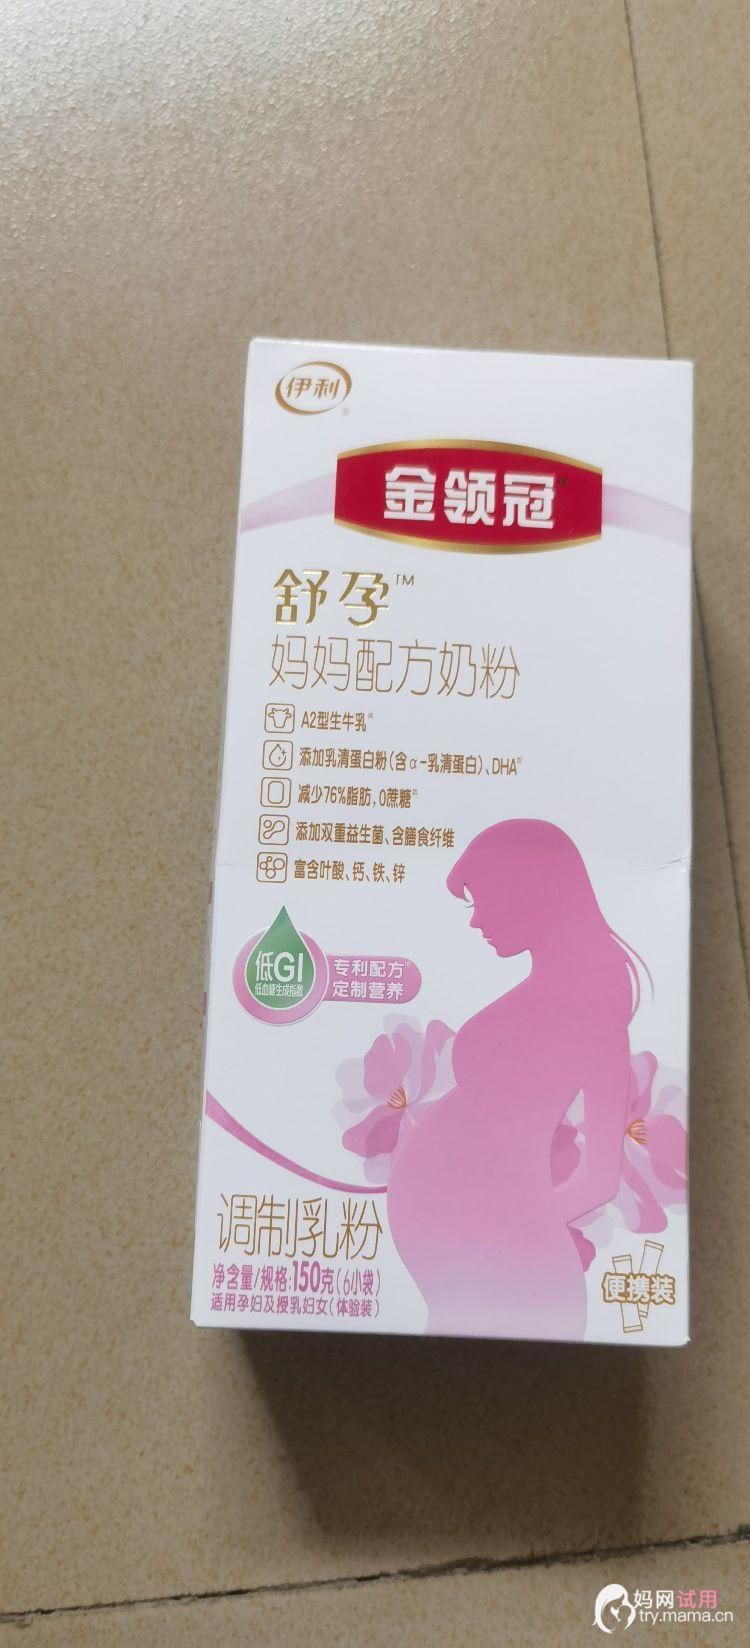 伊利®
金领冠®
舒孕™
妈妈配方奶粉
A2型生牛乳
添加乳清蛋白粉(含α-乳清蛋白)、DHA
减少76%脂肪,0蔗糖
添加双重益生菌、含膳食纤维
富含叶酸、钙、铁、锌
低GI
低血糖生成指数
专利配方
定制营养
调制乳粉
净含量/规格:150克(6小袋)
适用孕妇及授乳妇女(体验装)
便携装
妈网试用
try.mama.cn